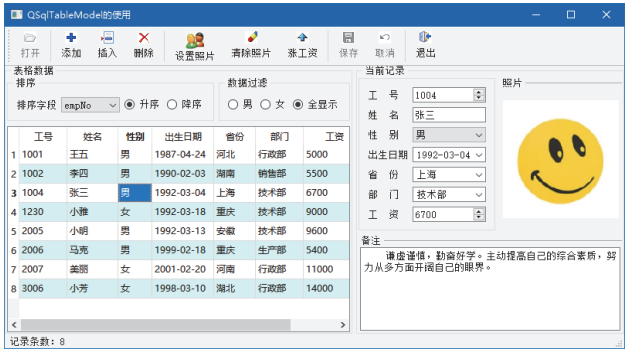 QSqlTableModel的使用
打开 添加 插入 删除 设置照片 清除照片 涨工资 保存 取消 退出
表格数据
排序
排序字段 empNo 升序 降序
数据过滤
男 女 全显示
工号 姓名 性别 出生日期 省份 部门 工资
1 1001 王五 男 1987-04-24 河北 行政部 5000
2 1002 李四 男 1990-02-03 湖南 销售部 5500
3 1004 张三 男 1992-03-04 上海 技术部 6700
4 1230 小雅 女 1992-03-18 重庆 技术部 9000
5 2005 小明 男 1992-03-13 安徽 技术部 9600
6 2006 马克 男 1999-02-18 重庆 生产部 5400
7 2007 美丽 女 2001-02-20 河南 行政部 11000
8 3006 小芳 女 1998-03-10 湖北 行政部 14000
当前记录
工 号 1004
姓 名 张三
性 别 男
出生日期 1992-03-04
省 份 上海
部 门 技术部
工 资 6700
照片
备注
谦虚谨慎，勤奋好学。主动提高自己的综合素质，努
力从多方面开阔自己的眼界。
记录条数：8